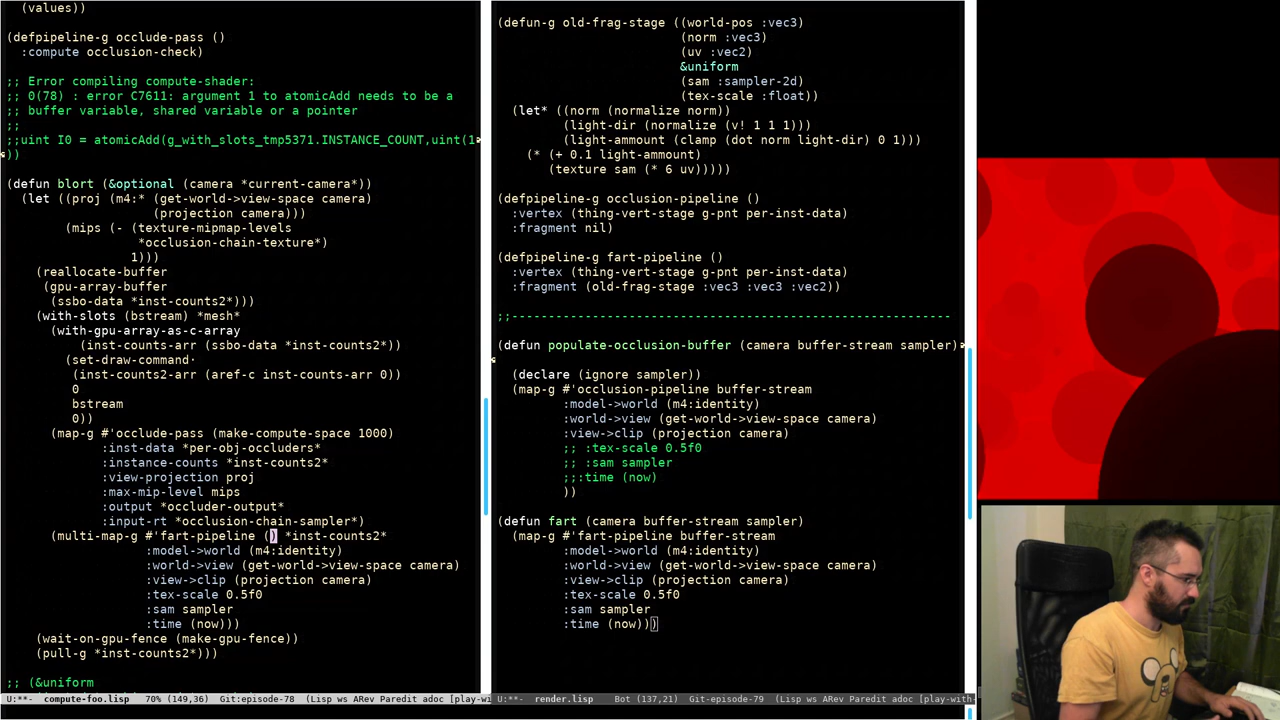 (values))
(defpipeline-g occlude-pass ()
:compute occlusion-check)
;; Error compiling compute-shader:
;; 0(78) : error C7611: argument 1 to atomicAdd needs to be a
;; buffer variable, shared variable or a pointer
;;
;;uint I0 = atomicAdd(g_with_slots_tmp5371.INSTANCE_COUNT,uint(1
))
(defun blort (&optional (camera *current-camera*))
(let ((proj (m4:* (get-world->view-space camera)
(projection camera)))
(mips (- (texture-mipmap-levels
*occlusion-chain-texture*)
1)))
(reallocate-buffer
(gpu-array-buffer
(ssbo-data *inst-counts2*)))
(with-slots (bstream) *mesh*
(with-gpu-array-as-c-array
(inst-counts-arr (ssbo-data *inst-counts2*))
(set-draw-command·
(inst-counts2-arr (aref-c inst-counts-arr 0))
0
bstream
0))
(map-g #'occlude-pass (make-compute-space 1000)
:inst-data *per-obj-occluders*
:instance-counts *inst-counts2*
:view-projection proj
:max-mip-level mips
:output *occluder-output*
:input-rt *occlusion-chain-sampler*)
(multi-map-g #'fart-pipeline () *inst-counts2*
:model->world (m4:identity)
:world->view (get-world->view-space camera)
:view->clip (projection camera)
:tex-scale 0.5f0
:sam sampler
:time (now)))
(wait-on-gpu-fence (make-gpu-fence))
(pull-g *inst-counts2*)))
;; (&uniform
U:**- compute-foo.lisp 70% (149,36) Git:episode-78 (Lisp ws ARev Paredit adoc [play-wi
(defun-g old-frag-stage ((world-pos :vec3)
(norm :vec3)
(uv :vec2)
&uniform
(sam :sampler-2d)
(tex-scale :float))
(let* ((norm (normalize norm))
(light-dir (normalize (v! 1 1 1)))
(light-amount (clamp (dot norm light-dir) 0 1)))
(* (+ 0.1 light-amount)
(texture sam (* 6 uv)))))
(defpipeline-g occlusion-pipeline ()
:vertex (thing-vert-stage g-pnt per-inst-data)
:fragment nil)
(defpipeline-g fart-pipeline ()
:vertex (thing-vert-stage g-pnt per-inst-data)
:fragment (old-frag-stage :vec3 :vec3 :vec2))
;;------------------------------------------------------------
(defun populate-occlusion-buffer (camera buffer-stream sampler)
(declare (ignore sampler))
(map-g #'occlusion-pipeline buffer-stream
:model->world (m4:identity)
:world->view (get-world->view-space camera)
:view->clip (projection camera)
;; :tex-scale 0.5f0
;; :sam sampler
;;:time (now)
))
(defun fart (camera buffer-stream sampler)
(map-g #'fart-pipeline buffer-stream
:model->world (m4:identity)
:world->view (get-world->view-space camera)
:view->clip (projection camera)
:tex-scale 0.5f0
:sam sampler
:time (now)))
U:**- render.lisp Bot (137,21) Git:episode-79 (Lisp ws ARev Paredit adoc [play-with-